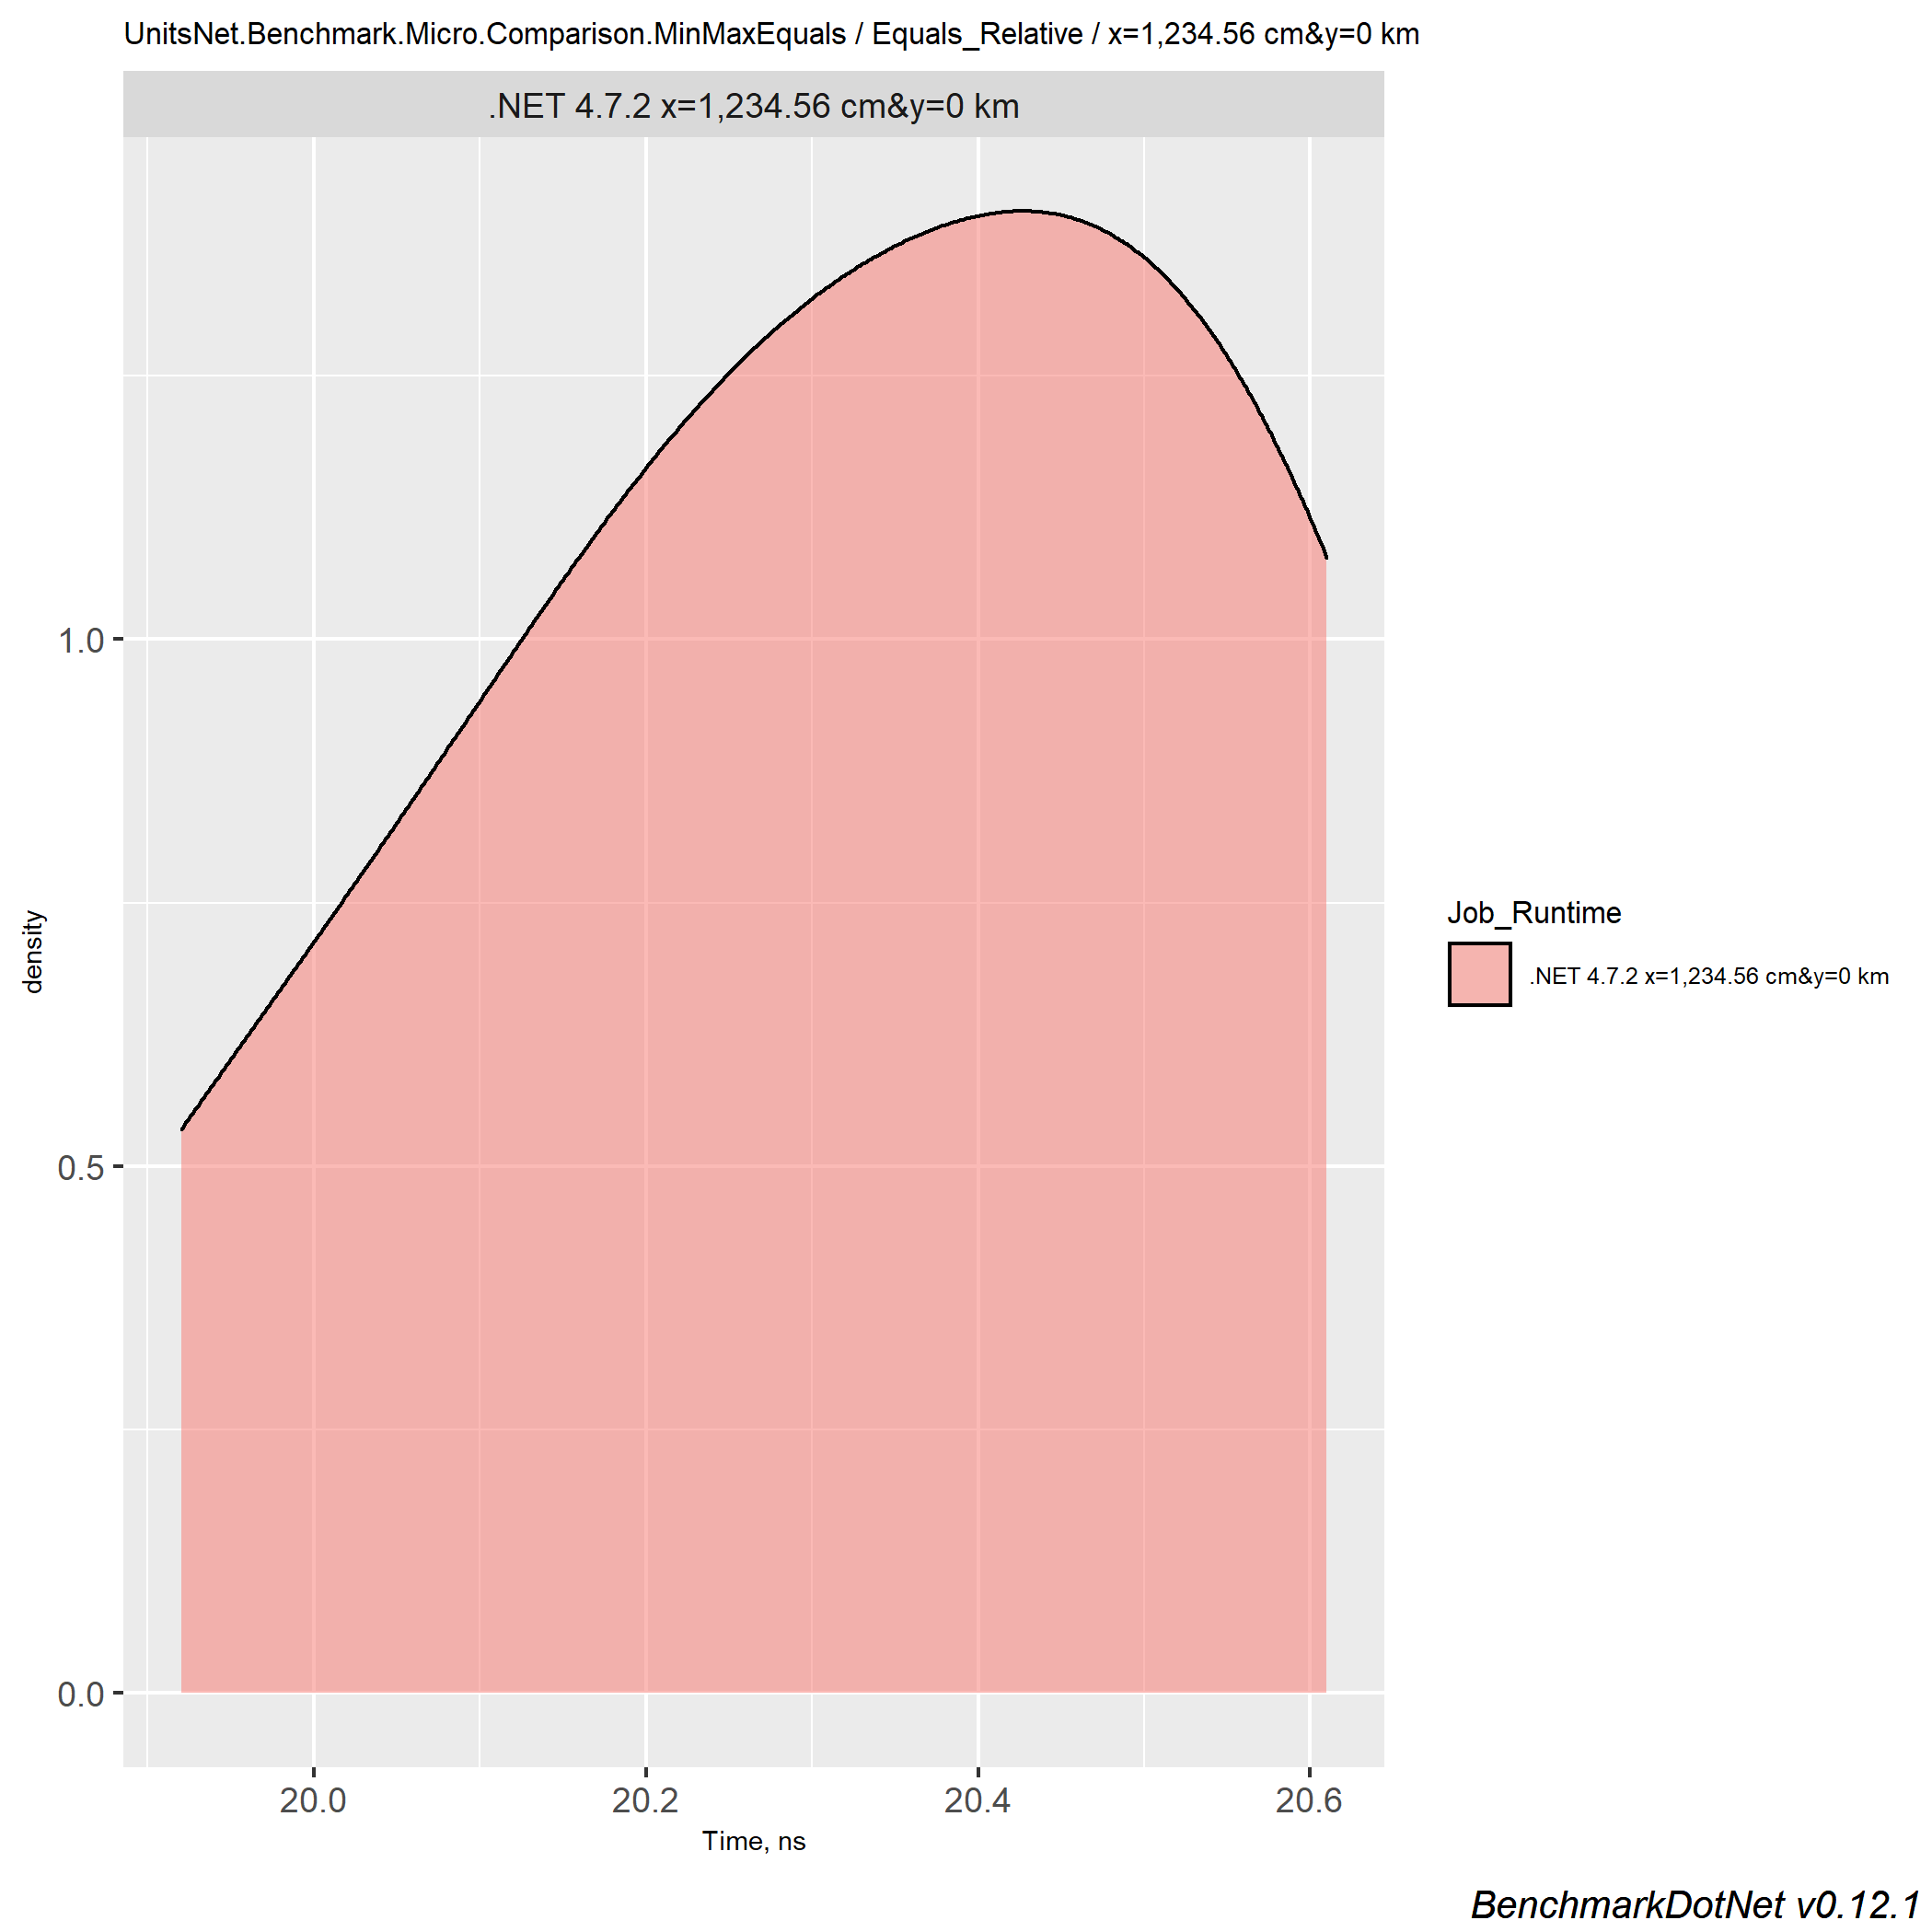 UnitsNet.Benchmark.Micro.Comparison.MinMaxEquals / Equals_Relative / x=1,234.56 cm&y=0 km
.NET 4.7.2 x=1,234.56 cm&y=0 km
1.0
0.5
0.0
density
20.0 20.2 20.4 20.6
Time, ns
Job_Runtime
.NET 4.7.2 x=1,234.56 cm&y=0 km
BenchmarkDotNet v0.12.1